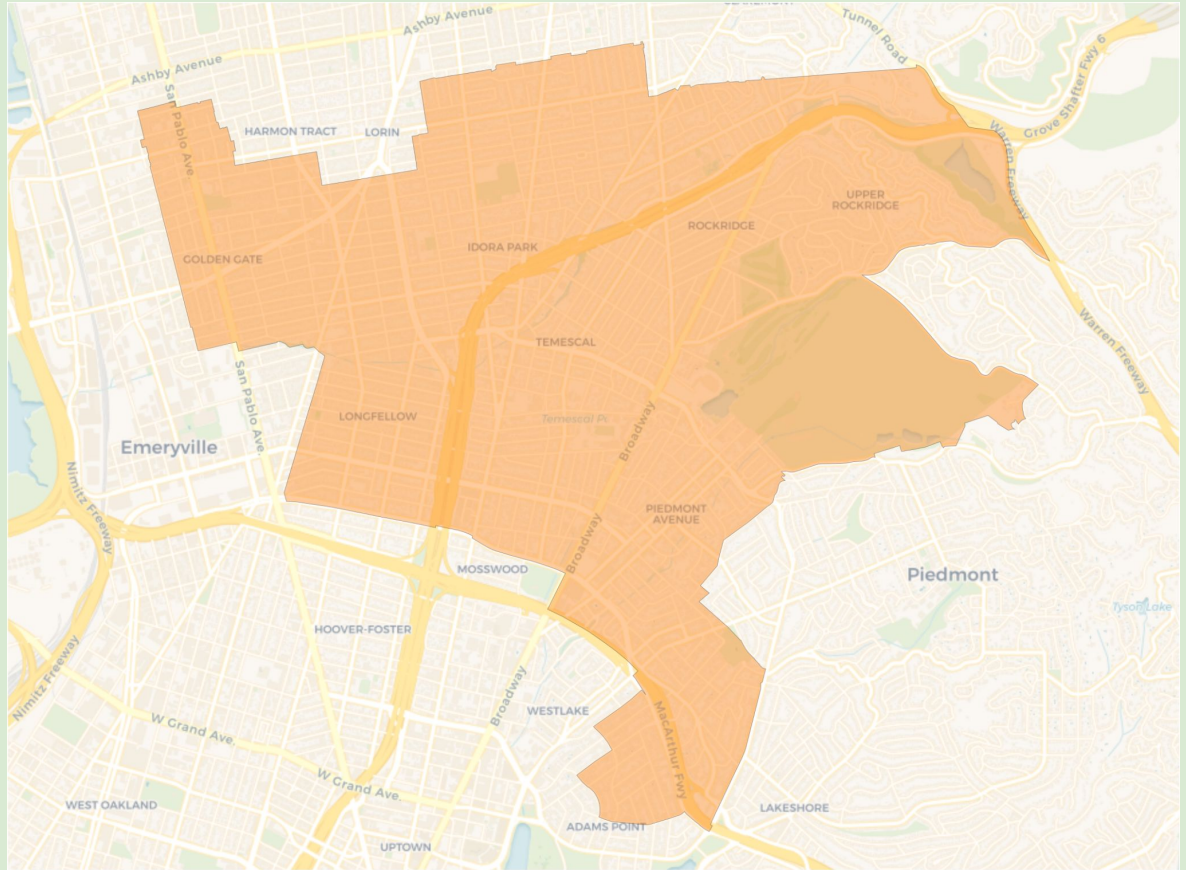 Ashby Avenue
Tunnel Road
Ashby Avenue
Grove Shafter Fwy 6
San Pablo Ave
HARMON TRACT
LORIN
Warren Freeway
UPPER
ROCKRIDGE
ROCKRIDGE
IDORA PARK
GOLDEN GATE
TEMESCAL
Warren Freeway
San Pablo Ave.
LONGFELLOW
Temescal Pl.
Broadway
Emeryville
Nimitz Freeway
PIEDMONT
AVENUE
Broadway
MOSSWOOD
Piedmont
Tyson Lake
HOOVER-FOSTER
Nimitz Freeway
Broadway
WESTLAKE
W Grand Ave.
MacArthur Fwy
W Grand Ave.
WEST OAKLAND
LAKESHORE
ADAMS POINT
UPTOWN